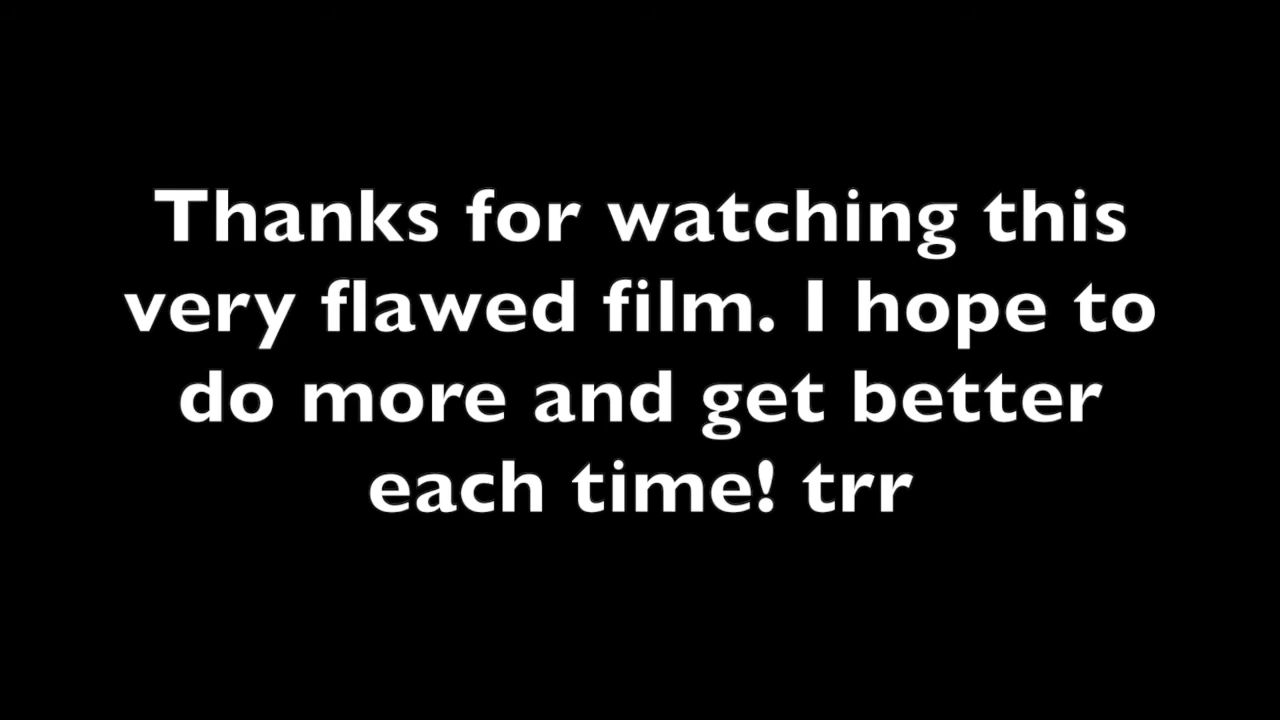 Thanks for watching this
very flawed film. I hope to
do more and get better
each time! trr